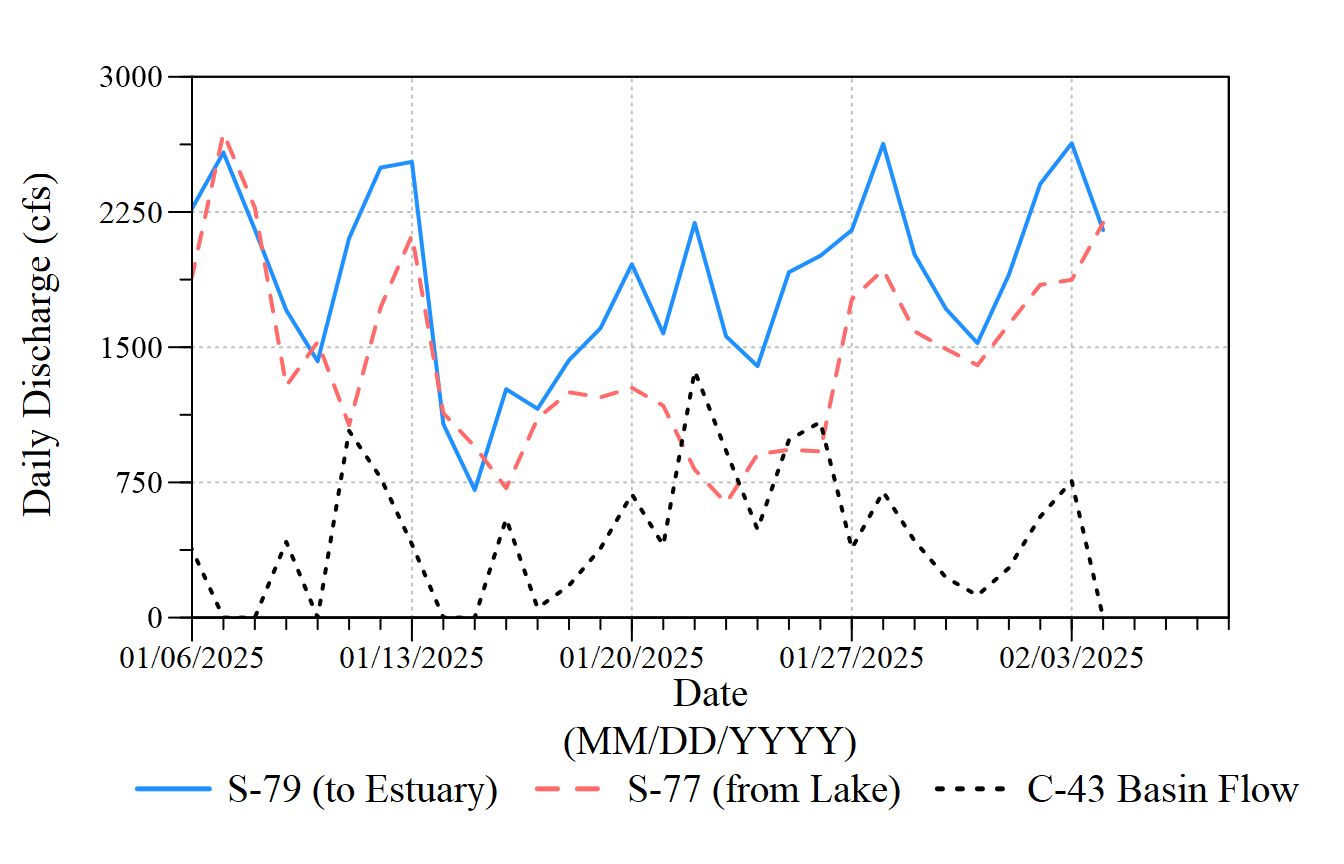 3000
2250
1500
750
0
Daily Discharge (cfs)
01/06/2025 01/13/2025 01/20/2025 01/27/2025 02/03/2025
Date
(MM/DD/YYYY)
S-79 (to Estuary) S-77 (from Lake) C-43 Basin Flow